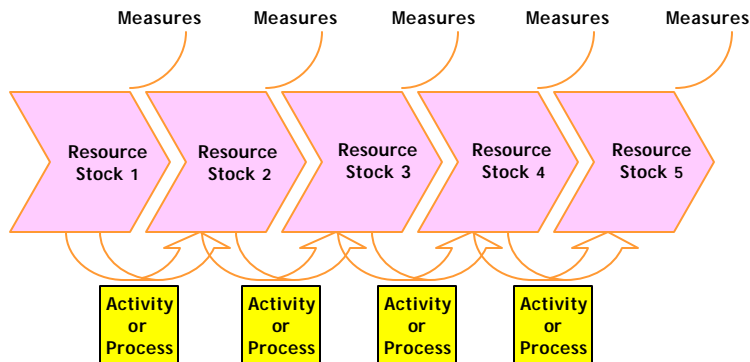 Measures
Measures
Measures
Measures
Measures
Resource
Stock 1
Resource
Stock 2
Resource
Stock 3
Resource
Stock 4
Resource
Stock 5
Activity
or
Process
Activity
or
Process
Activity
or
Process
Activity
or
Process